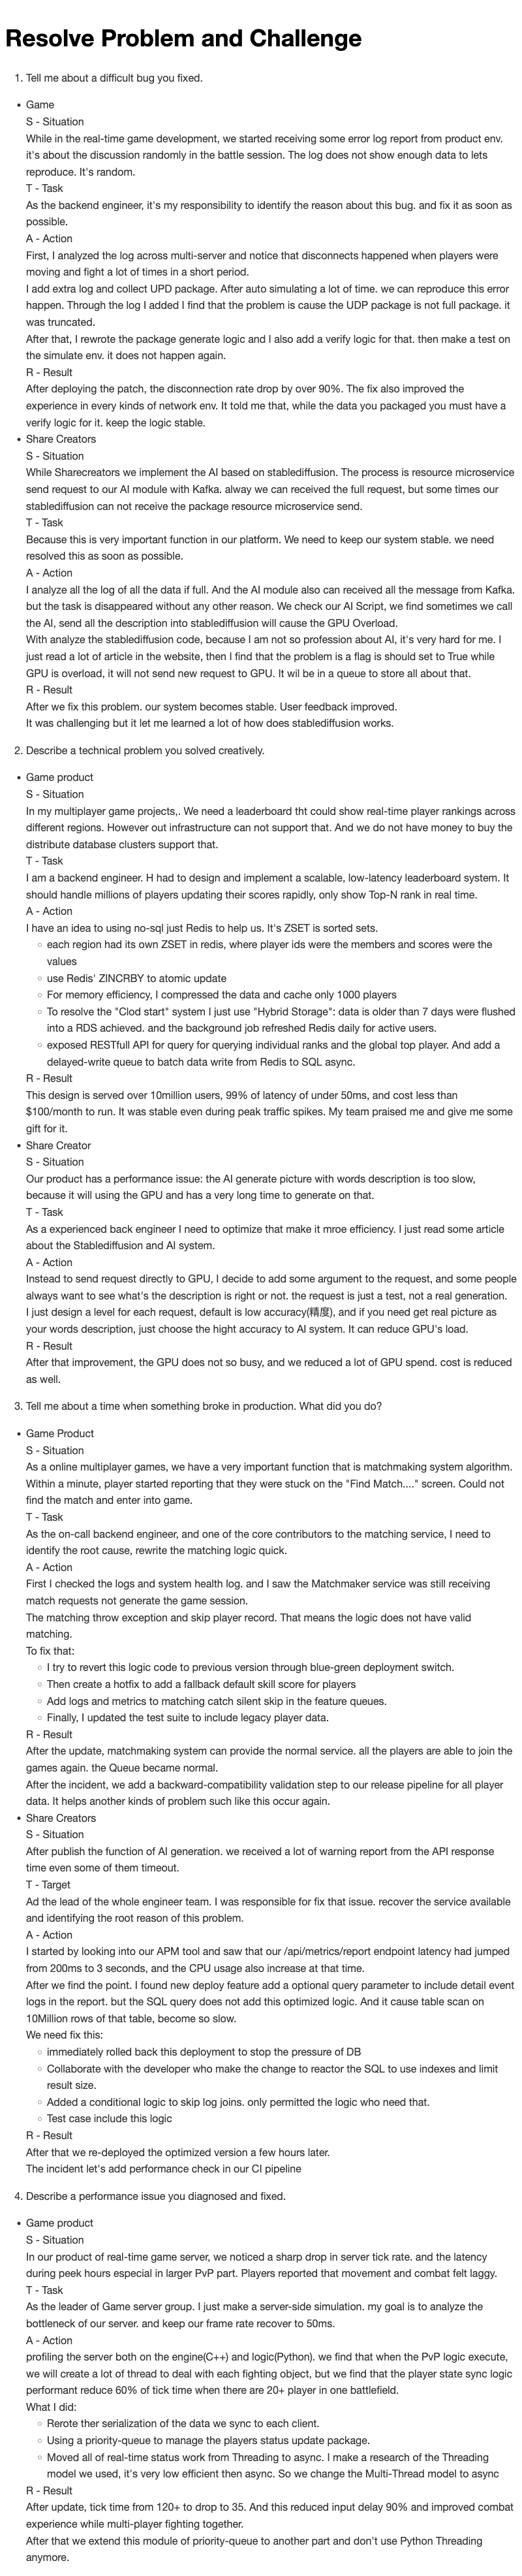 Resolve Problem and Challenge
1. Tell me about a difficult bug you fixed.
• Game
S - Situation
While in the real-time game development, we started receiving some error log report from product env.
it's about the discussion randomly in the battle session. The log does not show enough data to lets
reproduce. It's random.
T - Task
As the backend engineer, it's my responsibility to identify the reason about this bug. and fix it as soon as
possible.
A - Action
First, I analyzed the log across multi-server and notice that disconnects happened when players were
moving and fight a lot of times in a short period.
I add extra log and collect UPD package. After auto simulating a lot of time. we can reproduce this error
happen. Through the log I added I find that the problem is cause the UDP package is not full package. it
was truncated.
After that, I rewrote the package generate logic and I also add a verify logic for that. then make a test on
the simulate env. it does not happen again.
R - Result
After deploying the patch, the disconnection rate drop by over 90%. The fix also improved the
experience in every kinds of network env. It told me that, while the data you packaged you must have a
verify logic for it. keep the logic stable.
• Share Creators
S - Situation
While Sharecreators we implement the AI based on stablediffusion. The process is resource microservice
send request to our AI module with Kafka. alway we can received the full request, but some times our
stablediffusion can not receive the package resource microservice send.
T - Task
Because this is very important function in our platform. We need to keep our system stable. we need
resolved this as soon as possible.
A - Action
I analyze all the log of all the data if full. And the AI module also can received all the message from Kafka.
but the task is disappeared without any other reason. We check our AI Script, we find sometimes we call
the AI, send all the description into stablediffusion will cause the GPU Overload.
With analyze the stablediffusion code, because I am not so profession about AI, it's very hard for me. I
just read a lot of article in the website, then I find that the problem is a flag is should set to True while
GPU is overload, it will not send new request to GPU. It wil be in a queue to store all about that.
R - Result
After we fix this problem. our system becomes stable. User feedback improved.
It was challenging but it let me learned a lot of how does stablediffusion works.
2. Describe a technical problem you solved creatively.
• Game product
S - Situation
In my multiplayer game projects,. We need a leaderboard tht could show real-time player rankings across
different regions. However out infrastructure can not support that. And we do not have money to buy the
distribute database clusters support that.
T - Task
I am a backend engineer. H had to design and implement a scalable, low-latency leaderboard system. It
should handle millions of players updating their scores rapidly, only show Top-N rank in real time.
A - Action
I have an idea to using no-sql just Redis to help us. It's ZSET is sorted sets.
◦ each region had its own ZSET in redis, where player ids were the members and scores were the
values
◦ use Redis' ZINCRBY to atomic update
◦ For memory efficiency, I compressed the data and cache only 1000 players
◦ To resolve the "Clod start" system I just use "Hybrid Storage": data is older than 7 days were flushed
into a RDS achieved. and the background job refreshed Redis daily for active users.
◦ exposed RESTfull API for query for querying individual ranks and the global top player. And add a
delayed-write queue to batch data write from Redis to SQL async.
R - Result
This design is served over 10million users, 99% of latency of under 50ms, and cost less than
$100/month to run. It was stable even during peak traffic spikes. My team praised me and give me some
gift for it.
• Share Creator
S - Situation
Our product has a performance issue: the AI generate picture with words description is too slow,
because it will using the GPU and has a very long time to generate on that.
T - Task
As a experienced back engineer I need to optimize that make it mroe efficiency. I just read some article
about the Stablediffusion and AI system.
A - Action
Instead to send request directly to GPU, I decide to add some argument to the request, and some people
always want to see what's the description is right or not. the request is just a test, not a real generation.
I just design a level for each request, default is low accuracy(精度), and if you need get real picture as
your words description, just choose the hight accuracy to AI system. It can reduce GPU's load.
R - Result
After that improvement, the GPU does not so busy, and we reduced a lot of GPU spend. cost is reduced
as well.
3. Tell me about a time when something broke in production. What did you do?
• Game Product
S - Situation
As a online multiplayer games, we have a very important function that is matchmaking system algorithm.
Within a minute, player started reporting that they were stuck on the "Find Match...." screen. Could not
find the match and enter into game.
T - Task
As the on-call backend engineer, and one of the core contributors to the matching service, I need to
identify the root cause, rewrite the matching logic quick.
A - Action
First I checked the logs and system health log. and I saw the Matchmaker service was still receiving
match requests not generate the game session.
The matching throw exception and skip player record. That means the logic does not have valid
matching.
To fix that:
◦ I try to revert this logic code to previous version through blue-green deployment switch.
◦ Then create a hotfix to add a fallback default skill score for players
◦ Add logs and metrics to matching catch silent skip in the feature queues.
◦ Finally, I updated the test suite to include legacy player data.
R - Result
After the update, matchmaking system can provide the normal service. all the players are able to join the
games again. the Queue became normal.
After the incident, we add a backward-compatibility validation step to our release pipeline for all player
data. It helps another kinds of problem such like this occur again.
• Share Creators
S - Situation
After publish the function of AI generation. we received a lot of warning report from the API response
time even some of them timeout.
T - Target
Ad the lead of the whole engineer team. I was responsible for fix that issue. recover the service available
and identifying the root reason of this problem.
A - Action
I started by looking into our APM tool and saw that our /api/metrics/report endpoint latency had jumped
from 200ms to 3 seconds, and the CPU usage also increase at that time.
After we find the point. I found new deploy feature add a optional query parameter to include detail event
logs in the report. but the SQL query does not add this optimized logic. And it cause table scan on
10Million rows of that table, become so slow.
We need fix this:
◦ immediately rolled back this deployment to stop the pressure of DB
◦ Collaborate with the developer who make the change to reactor the SQL to use indexes and limit
result size.
◦ Added a conditional logic to skip log joins. only permitted the logic who need that.
◦ Test case include this logic
R - Result
After that we re-deployed the optimized version a few hours later.
The incident let's add performance check in our CI pipeline
4. Describe a performance issue you diagnosed and fixed.
• Game product
S - Situation
In our product of real-time game server, we noticed a sharp drop in server tick rate. and the latency
during peek hours especial in larger PvP part. Players reported that movement and combat felt laggy.
T - Task
As the leader of Game server group. I just make a server-side simulation. my goal is to analyze the
bottleneck of our server. and keep our frame rate recover to 50ms.
A - Action
profiling the server both on the engine(C++) and logic(Python). we find that when the PvP logic execute,
we will create a lot of thread to deal with each fighting object, but we find that the player state sync logic
performant reduce 60% of tick time when there are 20+ player in one battlefield.
What I did:
◦ Rerote ther serialization of the data we sync to each client.
◦ Using a priority-queue to manage the players status update package.
◦ Moved all of real-time status work from Threading to async. I make a research of the Threading
model we used, it's very low efficient then async. So we change the Multi-Thread model to async
R - Result
After update, tick time from 120+ to drop to 35. And this reduced input delay 90% and improved combat
experience while multi-player fighting together.
After that we extend this module of priority-queue to another part and don't use Python Threading
anymore.